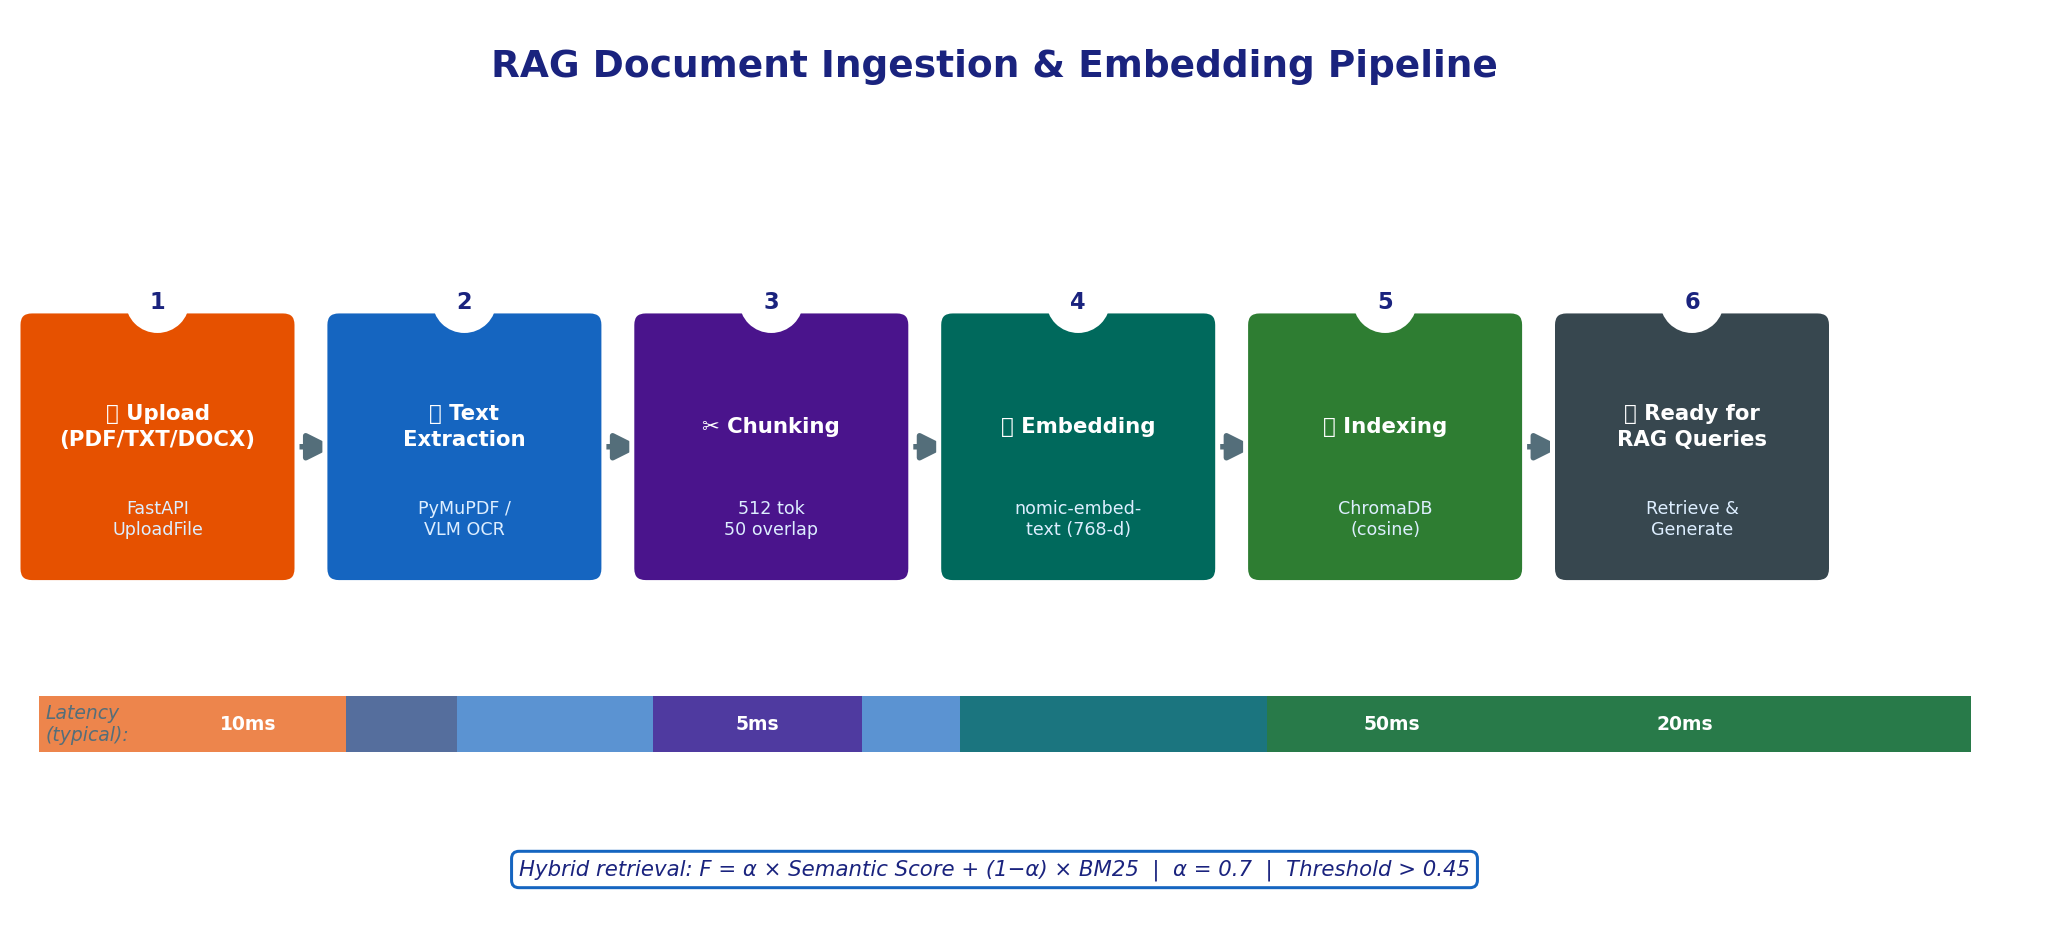 RAG Document Ingestion & Embedding Pipeline
1
2
3
4
5
6
Upload
(PDF/TXT/DOCX)
FastAPI
UploadFile
Text
Extraction
PyMuPDF /
VLM OCR
✂ Chunking
512 tok
50 overlap
Embedding
nomic-embed-
text (768-d)
Indexing
ChromaDB
(cosine)
Ready for
RAG Queries
Retrieve &
Generate
Latency
(typical):
10ms
5ms
50ms
20ms
Hybrid retrieval: F = α × Semantic Score + (1−α) × BM25 | α = 0.7 | Threshold > 0.45